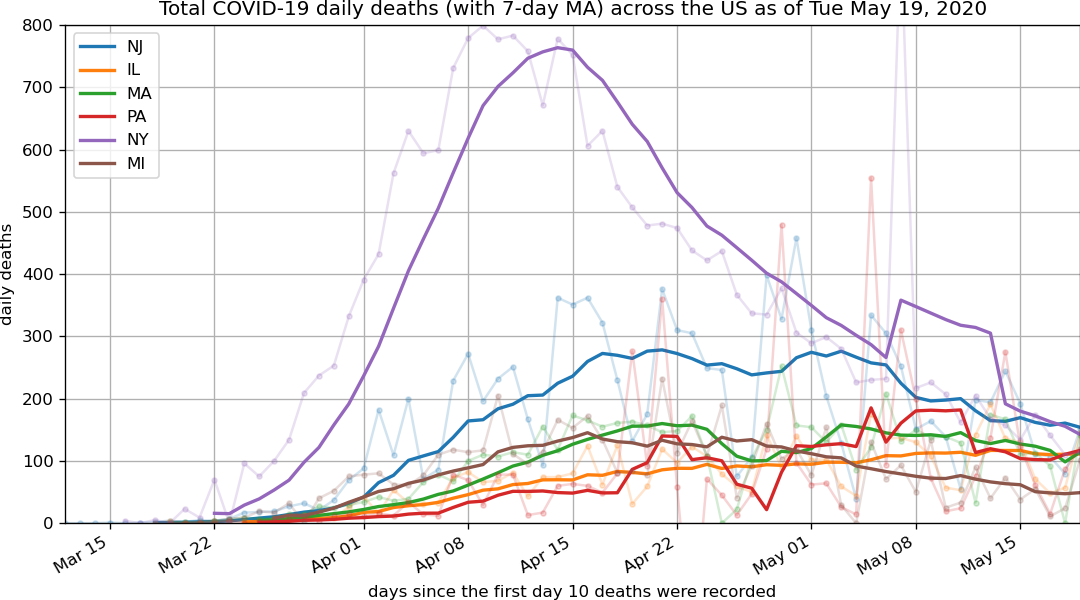 Total COVID-19 daily deaths (with 7-day MA) across the US as of Tue May 19, 2020
800
700
600
500
400
300
200
100
0
daily deaths
NJ
IL
MA
PA
NY
MI
Mar 15
Mar 22
Apr 01
Apr 08
Apr 15
Apr 22
May 01
May 08
May 15
days since the first day 10 deaths were recorded